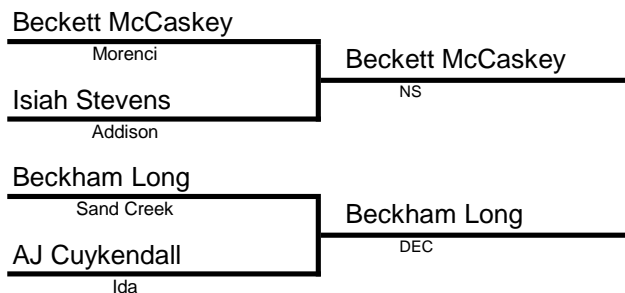 Beckett McCaskey
Morenci
Beckett McCaskey
NS
Isiah Stevens
Addison
Beckham Long
Sand Creek
Beckham Long
DEC
AJ Cuykendall
Ida